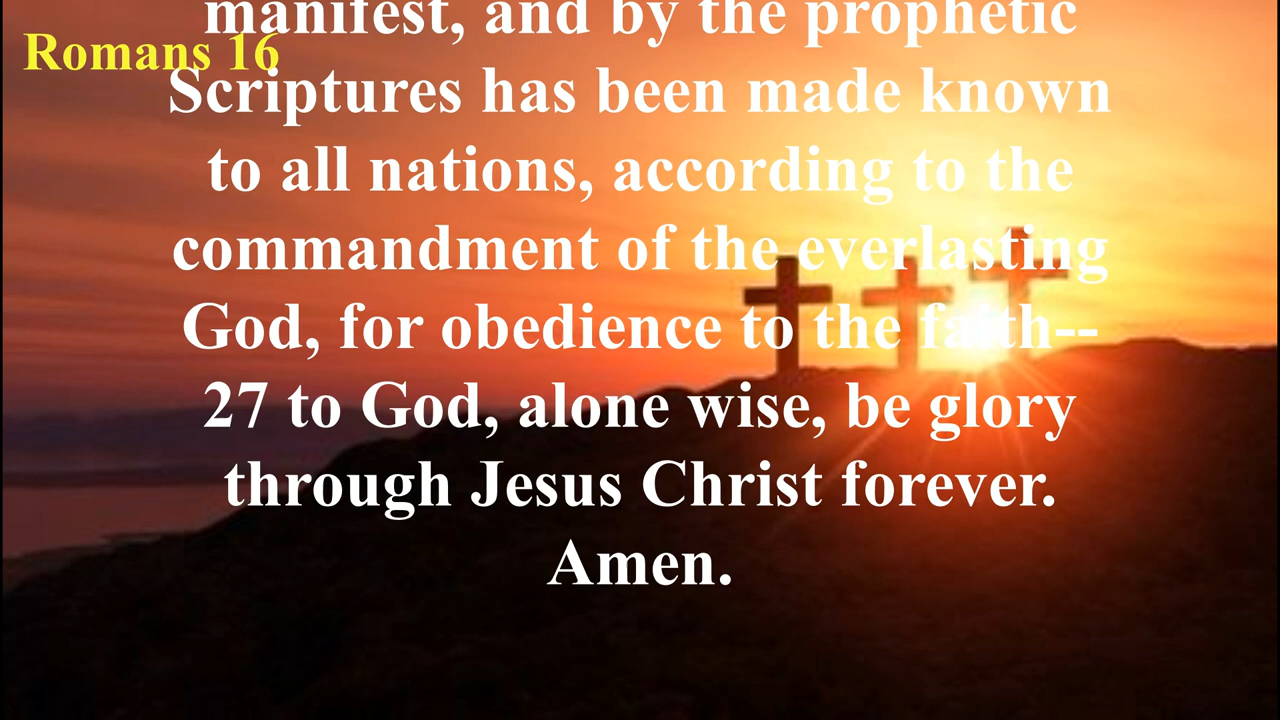 manifest, and by the prophetic
Romans 16
Scriptures has been made known
to all nations, according to the
commandment of the everlasting
God, for obedience to the faith--
27 to God, alone wise, be glory
through Jesus Christ forever.
Amen.